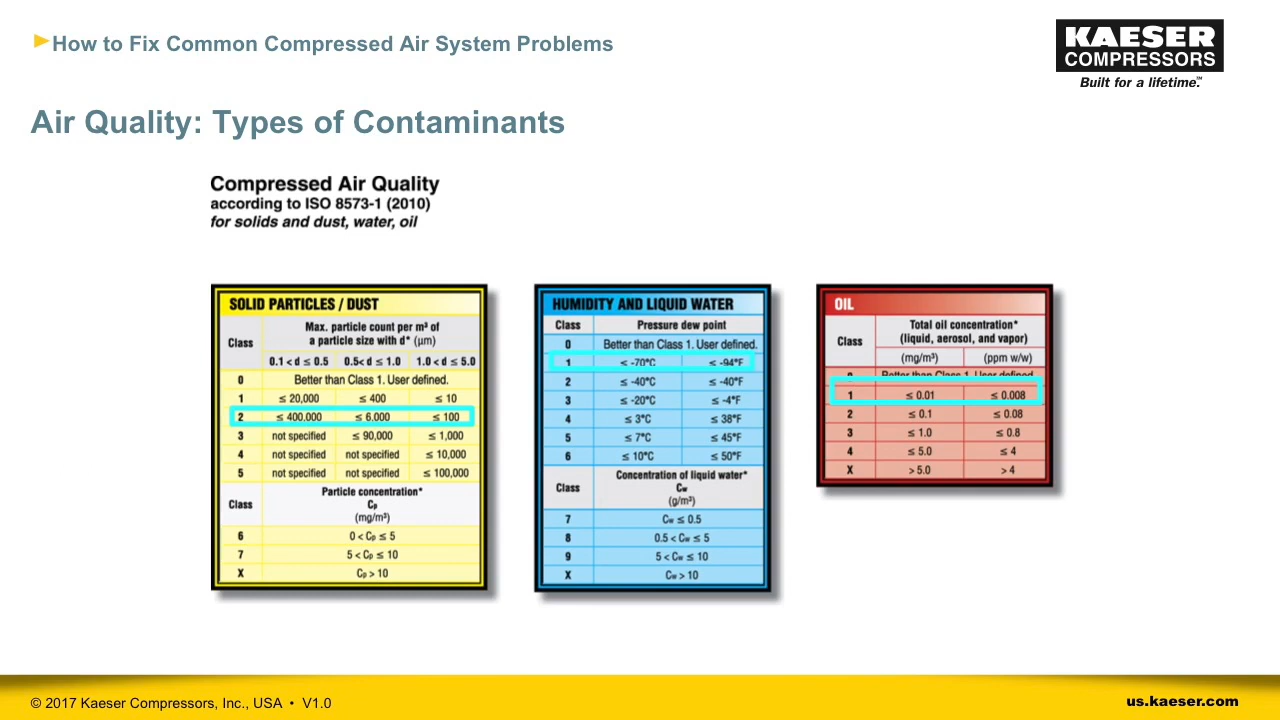 How to Fix Common Compressed Air System Problems
KAESER
COMPRESSORS
Built for a lifetime.™
Air Quality: Types of Contaminants
Compressed Air Quality
according to ISO 8573-1 (2010)
for solids and dust, water, oil
SOLID PARTICLES / DUST
Class
Max. particle count per m³ of
a particle size with d* (µm)
0.1 < d ≤ 0.5 0.5< d ≤ 1.0 1.0 < d ≤ 5.0
0 Better than Class 1. User defined.
1 ≤ 20,000 ≤ 400 ≤ 10
2 ≤ 400.000 ≤ 6.000 ≤ 100
3 not specified ≤ 90,000 ≤ 1,000
4 not specified not specified ≤ 10,000
5 not specified not specified ≤ 100,000
Class
Particle concentration*
Cp
(mg/m³)
6 0 < Cp ≤ 5
7 5 < Cp ≤ 10
X Cp > 10
HUMIDITY AND LIQUID WATER
Class Pressure dew point
0 Better than Class 1. User defined.
1 ≤ -70°C ≤ -94°F
2 ≤ -40°C ≤ -40°F
3 ≤ -20°C ≤ -4°F
4 ≤ 3°C ≤ 38°F
5 ≤ 7°C ≤ 45°F
6 ≤ 10°C ≤ 50°F
Class
Concentration of liquid water*
Cw
(g/m³)
7 Cw ≤ 0.5
8 0.5 < Cw ≤ 5
9 5 < Cw ≤ 10
X Cw > 10
OIL
Class
Total oil concentration*
(liquid, aerosol, and vapor)
(mg/m³) (ppm w/w)
0 Better than Class 1. User defined.
1 ≤ 0.01 ≤ 0.008
2 ≤ 0.1 ≤ 0.08
3 ≤ 1.0 ≤ 0.8
4 ≤ 5.0 ≤ 4
X > 5.0 > 4
© 2017 Kaeser Compressors, Inc., USA • V1.0
us.kaeser.com